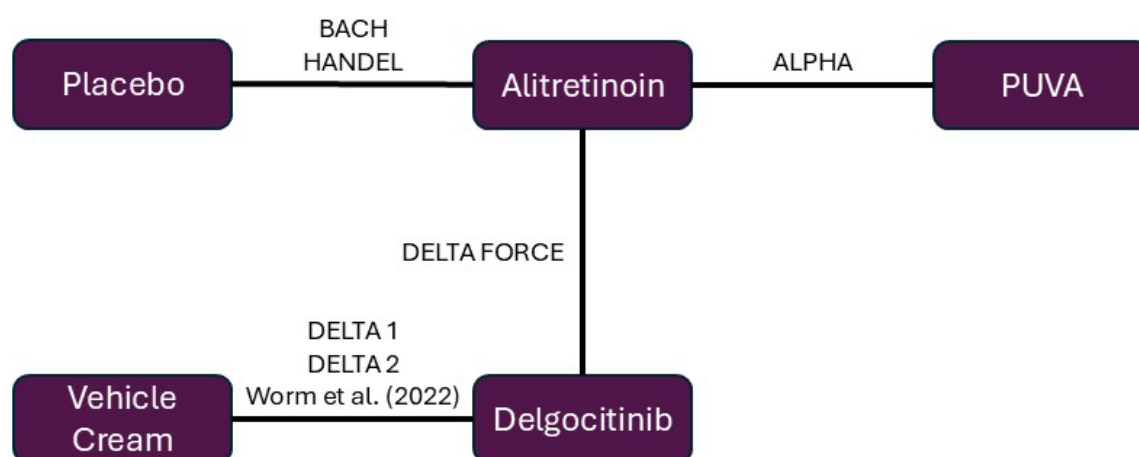 BACH
HANDEL
Placebo
Alitretinoin
ALPHA
PUVA
DELTA FORCE
DELTA 1
DELTA 2
Worm et al. (2022)
Vehicle
Cream
Delgocitinib